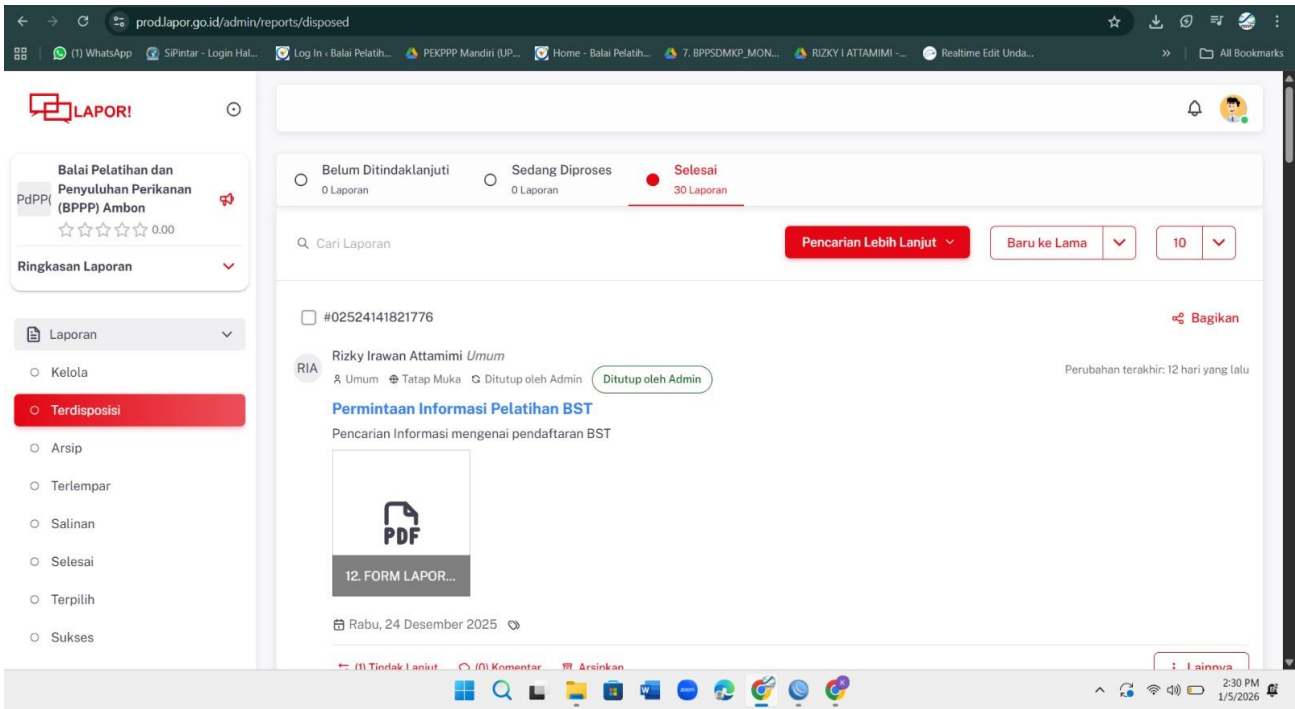 prod.lapor.go.id/admin/reports/disposed
(1) WhatsApp
SiPintar - Login Hal...
Log In ‹ Balai Pelatih...
PEKPPP Mandiri (UP...
Home - Balai Pelatih...
7. BPPSDMKP_MON...
RIZKY I ATTAMIMI -...
Realtime Edit Unda...
»
All Bookmarks
LAPOR!
PdPP(
Balai Pelatihan dan
Penyuluhan Perikanan
(BPPP) Ambon
0.00
Ringkasan Laporan
Laporan
Kelola
Terdisposisi
Arsip
Terlempar
Salinan
Selesai
Terpilih
Sukses
Belum Ditindaklanjuti
0 Laporan
Sedang Diproses
0 Laporan
Selesai
30 Laporan
Cari Laporan
Pencarian Lebih Lanjut
Baru ke Lama
10
#02524141821776
Bagikan
RIA
Rizky Irawan Attamimi Umum
Umum Tatap Muka Ditutup oleh Admin Ditutup oleh Admin
Perubahan terakhir: 12 hari yang lalu
Permintaan Informasi Pelatihan BST
Pencarian Informasi mengenai pendaftaran BST
PDF
12. FORM LAPOR...
Rabu, 24 Desember 2025
(1) Tindak Lanjut (0) Komentar Arsipkan
Lainnya
2:30 PM
1/5/2026